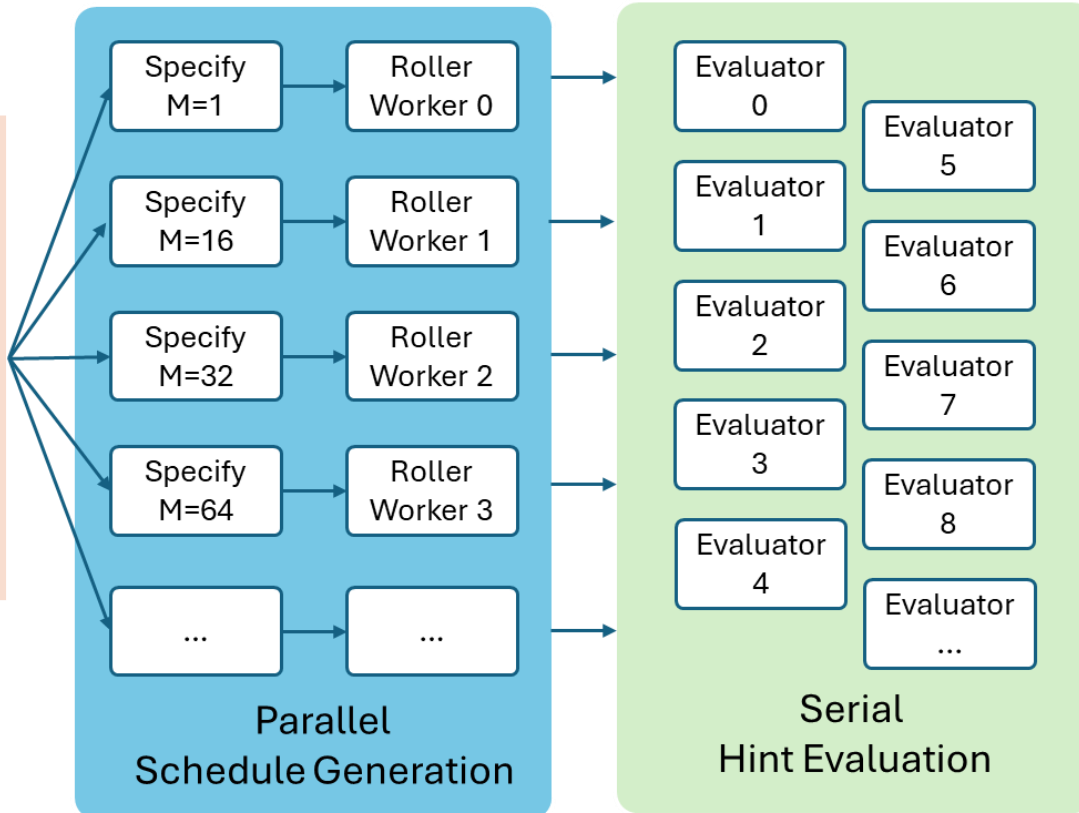 Specify
M=1
Roller
Worker 0
Specify
M=16
Roller
Worker 1
Specify
M=32
Roller
Worker 2
Specify
M=64
Roller
Worker 3
...
...
Parallel
Schedule Generation
Evaluator
0
Evaluator
1
Evaluator
2
Evaluator
3
Evaluator
4
Evaluator
5
Evaluator
6
Evaluator
7
Evaluator
8
Evaluator
...
Serial
Hint Evaluation